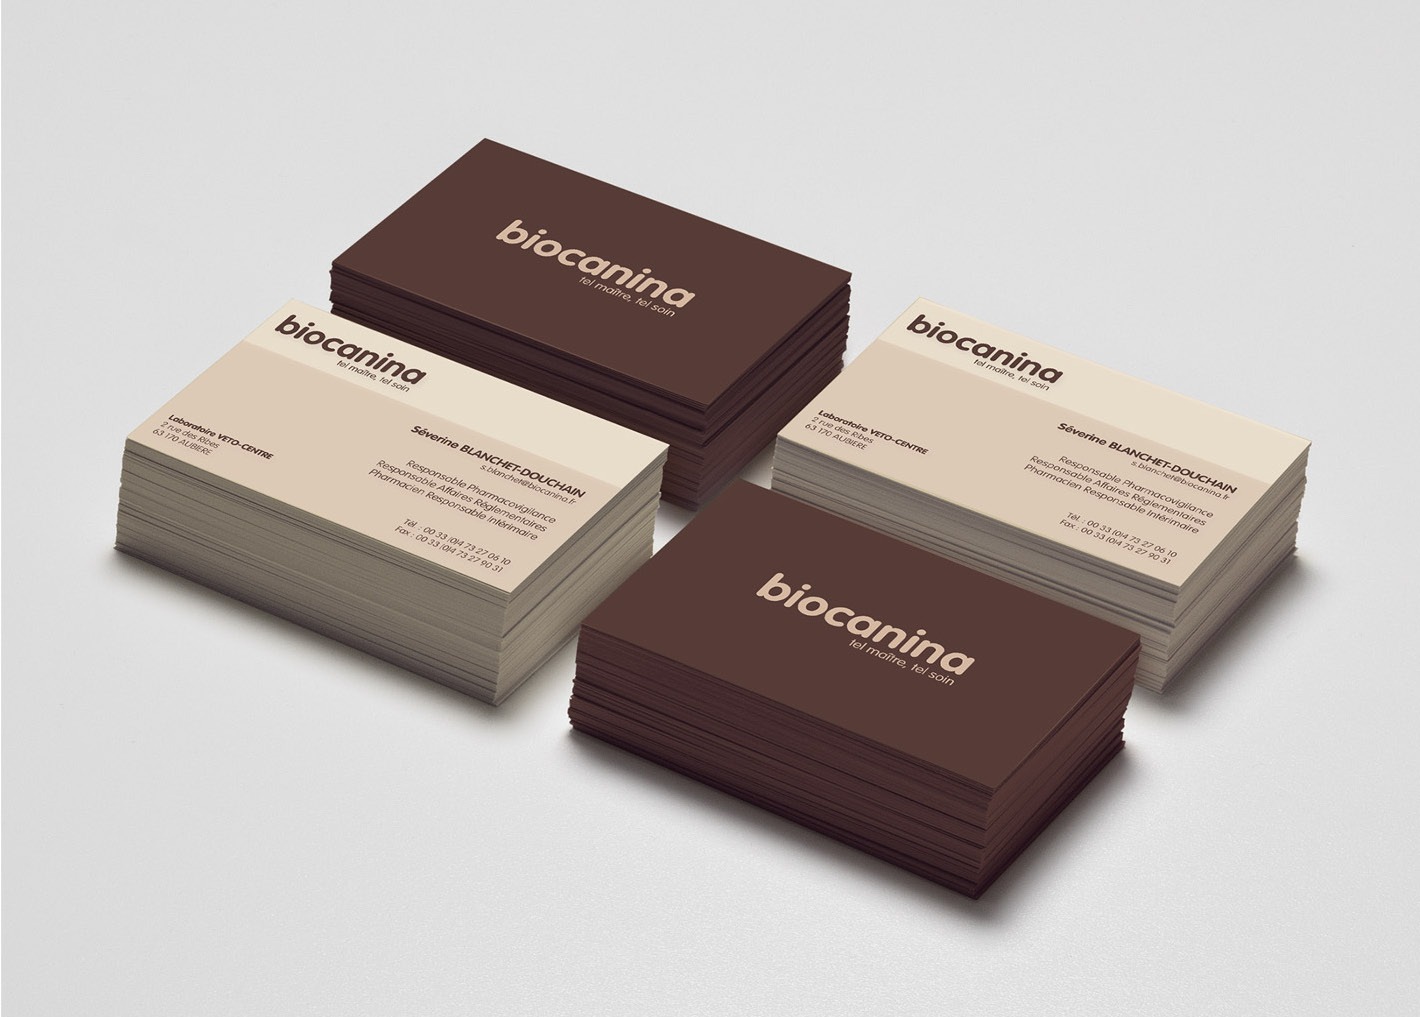 biocanina
tel maître, tel soin
biocanina
tel maître, tel soin
Laboratoire VETO-CENTRE
2 rue des Ribes
63 170 AUBIERE
Séverine BLANCHET-DOUCHAIN
s.blanchet@biocanina.fr
Responsable Pharmacovigilance
Responsable Affaires Réglementaires
Pharmacien Responsable Intérimaire
Tél. : 00 33 (0)4 73 27 06 10
Fax : 00 33 (0)4 73 27 90 31
biocanina
tel maître, tel soin
Laboratoire VETO-CENTRE
2 rue des Ribes
63 170 AUBIERE
Séverine BLANCHET-DOUCHAIN
s.blanchet@biocanina.fr
Responsable Pharmacovigilance
Responsable Affaires Réglementaires
Pharmacien Responsable Intérimaire
Tél. : 00 33 (0)4 73 27 06 10
Fax : 00 33 (0)4 73 27 90 31
biocanina
tel maître, tel soin